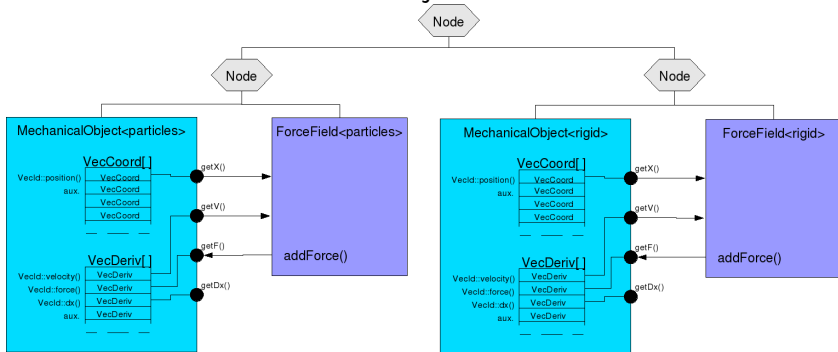 g
Node
Node
Node
MechanicalObject<particles>
VecCoord[ ]
VecId::position()
VecCoord
aux.
VecCoord
VecCoord
VecCoord
VecDeriv[ ]
VecId::velocity()
VecDeriv
VecId::force()
VecDeriv
VecId::dx()
VecDeriv
aux.
VecDeriv
getX()
getV()
getF()
getDx()
ForceField<particles>
addForce()
MechanicalObject<rigid>
VecCoord[ ]
VecId::position()
VecCoord
aux.
VecCoord
VecCoord
VecCoord
VecDeriv[ ]
VecId::velocity()
VecDeriv
VecId::force()
VecDeriv
VecId::dx()
VecDeriv
aux.
VecDeriv
getX()
getV()
getF()
getDx()
ForceField<rigid>
addForce()